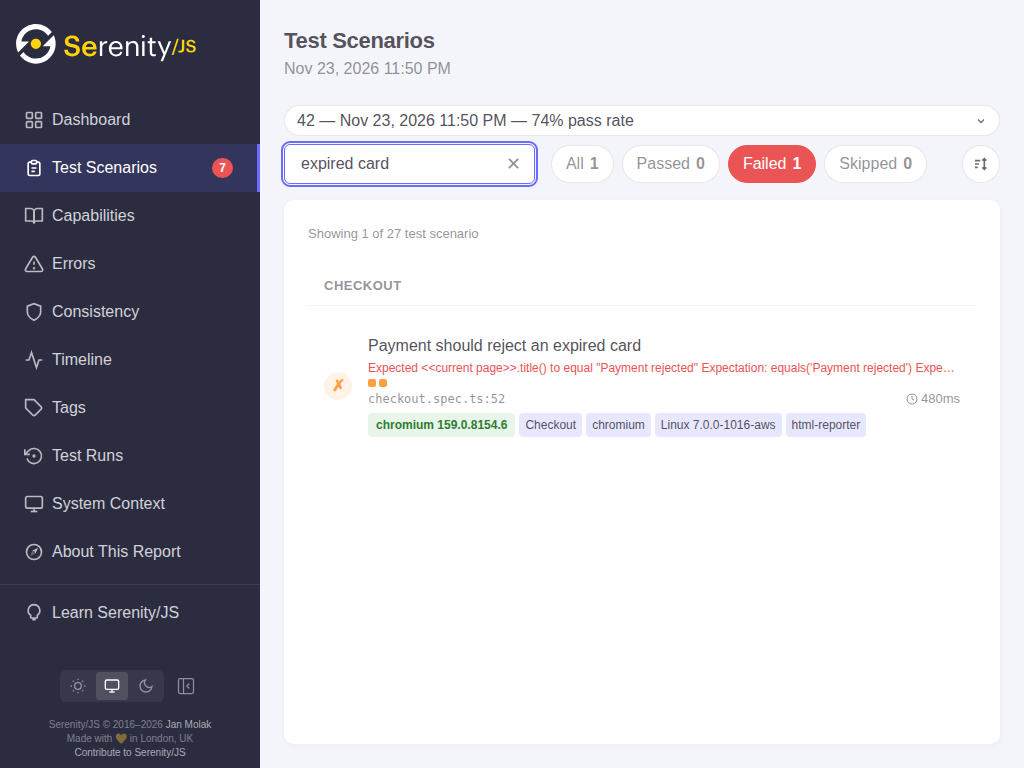 Serenity/JS
Dashboard
Test Scenarios 7
Capabilities
Errors
Consistency
Timeline
Tags
Test Runs
System Context
About This Report
Learn Serenity/JS
Serenity/JS © 2016–2026 Jan Molak
Made with 💛 in London, UK
Contribute to Serenity/JS
Test Scenarios
Nov 23, 2026 11:50 PM
42 — Nov 23, 2026 11:50 PM — 74% pass rate
expired card
All 1 Passed 0 Failed 1 Skipped 0
Showing 1 of 27 test scenario
CHECKOUT
Payment should reject an expired card
Expected <<current page>>.title() to equal "Payment rejected" Expectation: equals('Payment rejected') Expe…
checkout.spec.ts:52 480ms
chromium 159.0.8154.6 Checkout chromium Linux 7.0.0-1016-aws html-reporter